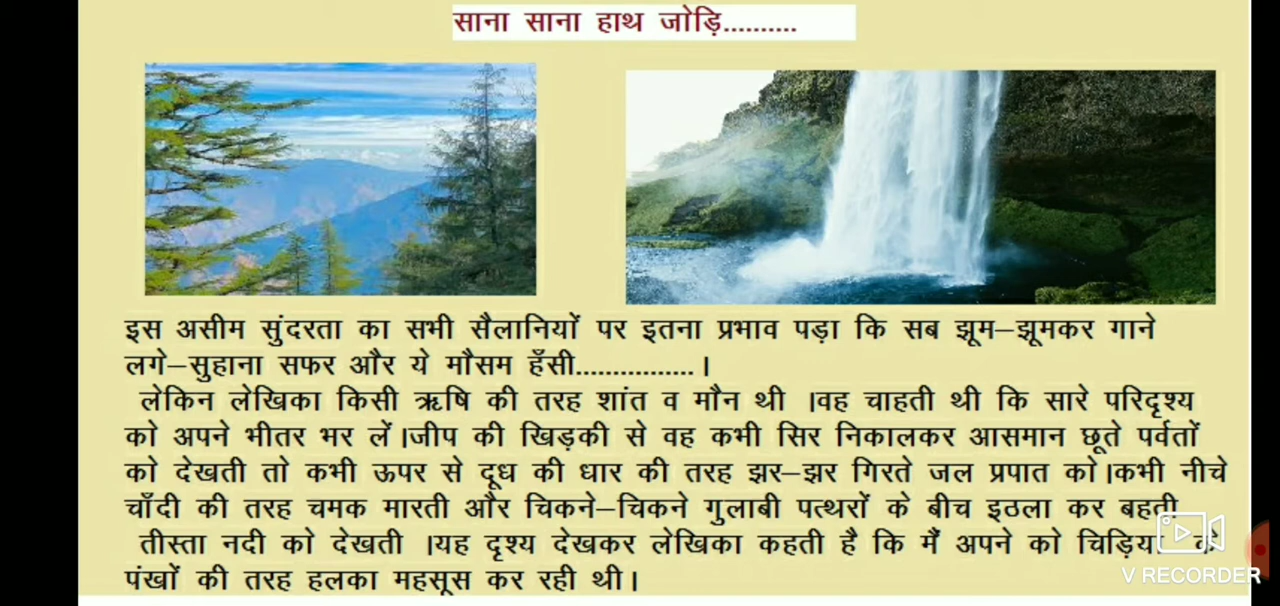 साना साना हाथ जोड़ि..........
इस असीम सुंदरता का सभी सैलानियों पर इतना प्रभाव पड़ा कि सब झूम–झूमकर गाने
लगे–सुहाना सफर और ये मौसम हँसी................ ।
लेकिन लेखिका किसी ऋषि की तरह शांत व मौन थी ।वह चाहती थी कि सारे परिदृश्य
को अपने भीतर भर लें।जीप की खिड़की से वह कभी सिर निकालकर आसमान छूते पर्वतों
को देखती तो कभी ऊपर से दूध की धार की तरह झर–झर गिरते जल प्रपात को।कभी नीचे
चाँदी की तरह चमक मारती और चिकने–चिकने गुलाबी पत्थरों के बीच इठला कर बहती
तीस्ता नदी को देखती ।यह दृश्य देखकर लेखिका कहती है कि मैं अपने को
पंखों की तरह हलका महसूस कर रही थी।
V RECORDER